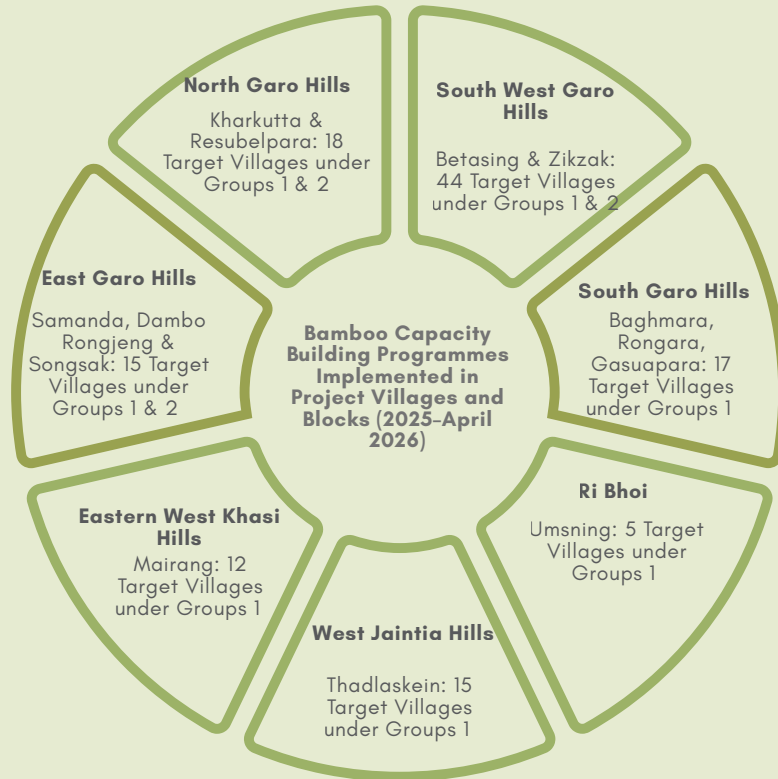 North Garo Hills
Kharkutta &
Resubelpara: 18
Target Villages under
Groups 1 & 2
South West Garo
Hills
Betasing & Zikzak:
44 Target Villages
under Groups 1 & 2
East Garo Hills
Samanda, Dambo
Rongjeng &
Songsak: 15 Target
Villages under
Groups 1 & 2
South Garo Hills
Baghmara,
Rongara,
Gasuapara: 17
Target Villages
under Groups 1
Bamboo Capacity
Building Programmes
Implemented in
Project Villages and
Blocks (2025–April
2026)
Eastern West Khasi
Hills
Mairang: 12
Target Villages
under Groups 1
Ri Bhoi
Umsning: 5 Target
Villages under
Groups 1
West Jaintia Hills
Thadlaskein: 15
Target Villages
under Groups 1